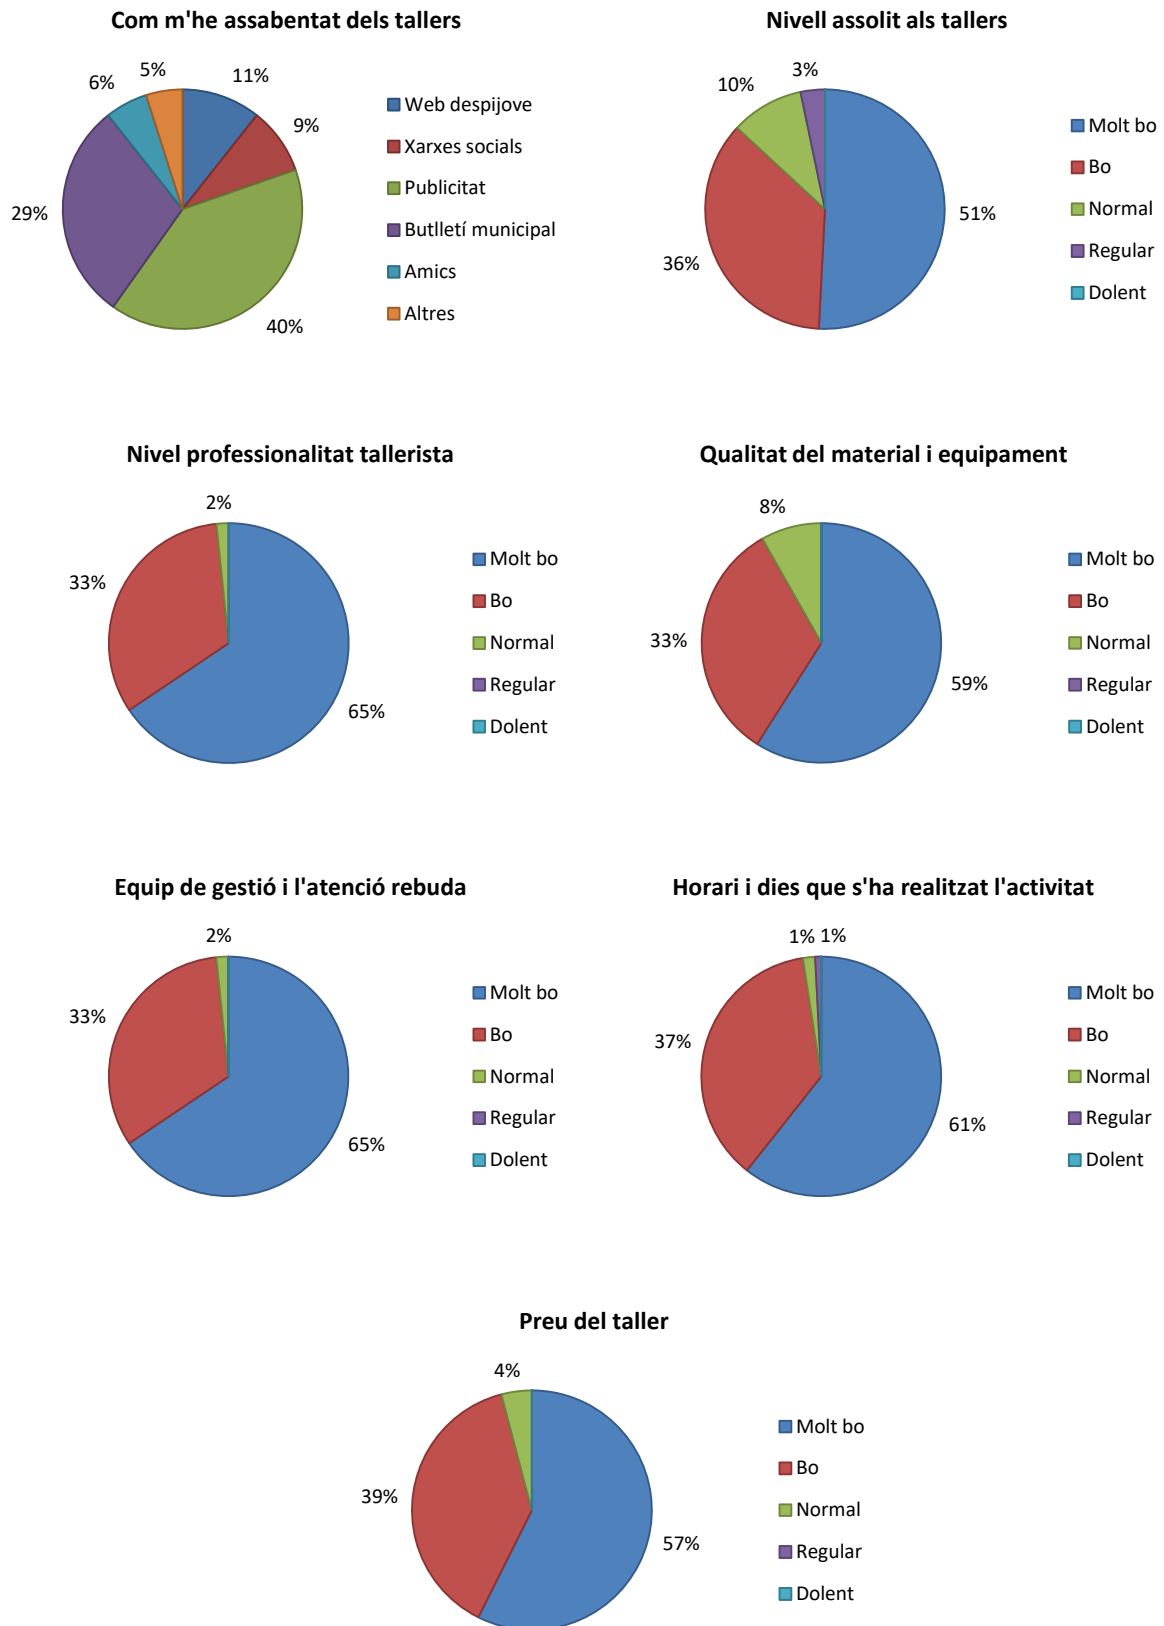 Com m'he assabentat dels tallers
6%
5%
11%
9%
29%
40%
Web despijove
Xarxes socials
Publicitat
Butlletí municipal
Amics
Altres
Nivell assolit als tallers
10%
3%
36%
51%
Molt bo
Bo
Normal
Regular
Dolent
Nivel professionalitat tallerista
2%
33%
65%
Molt bo
Bo
Normal
Regular
Dolent
Qualitat del material i equipament
8%
33%
59%
Molt bo
Bo
Normal
Regular
Dolent
Equip de gestió i l'atenció rebuda
2%
33%
65%
Molt bo
Bo
Normal
Regular
Dolent
Horari i dies que s'ha realitzat l'activitat
1% 1%
37%
61%
Molt bo
Bo
Normal
Regular
Dolent
Preu del taller
4%
39%
57%
Molt bo
Bo
Normal
Regular
Dolent